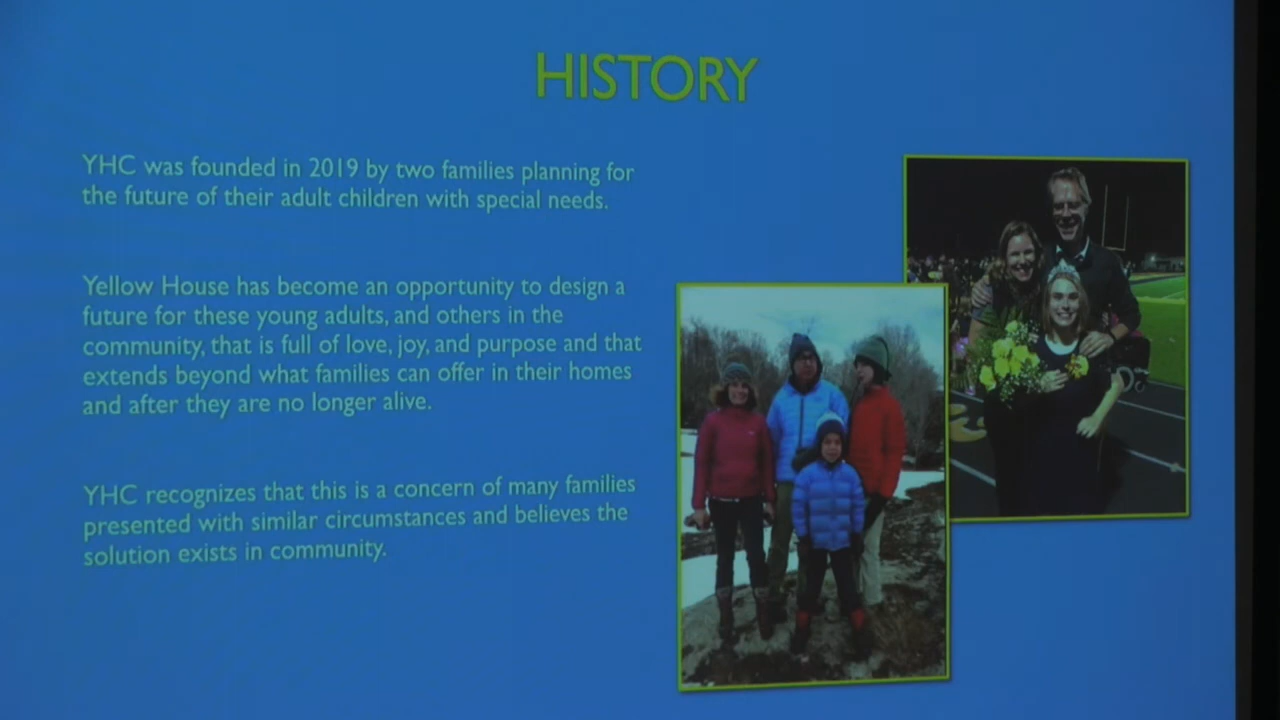 HISTORY
YHC was founded in 2019 by two families planning for
the future of their adult children with special needs.
Yellow House has become an opportunity to design a
future for these young adults, and others in the
community, that is full of love, joy, and purpose and that
extends beyond what families can offer in their homes
and after they are no longer alive.
YHC recognizes that this is a concern of many families
presented with similar circumstances and believes the
solution exists in community.